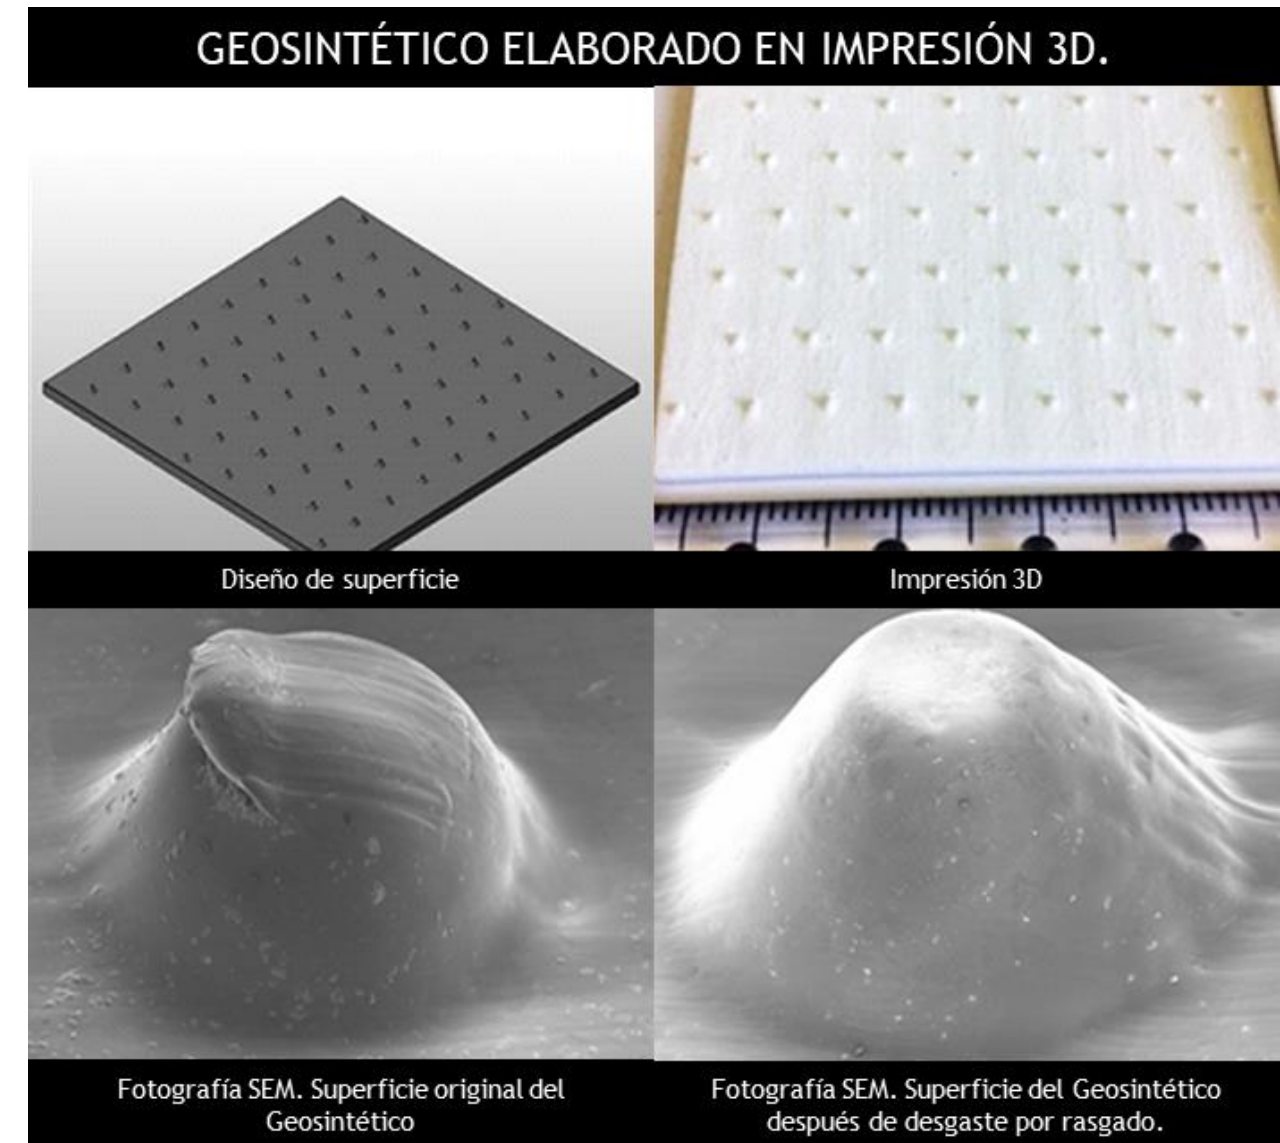 GEOSINTÉTICO ELABORADO EN IMPRESIÓN 3D.
Diseño de superficie
Impresión 3D
Fotografía SEM. Superficie original del
Geosintético
Fotografía SEM. Superficie del Geosintético
después de desgaste por rasgado.